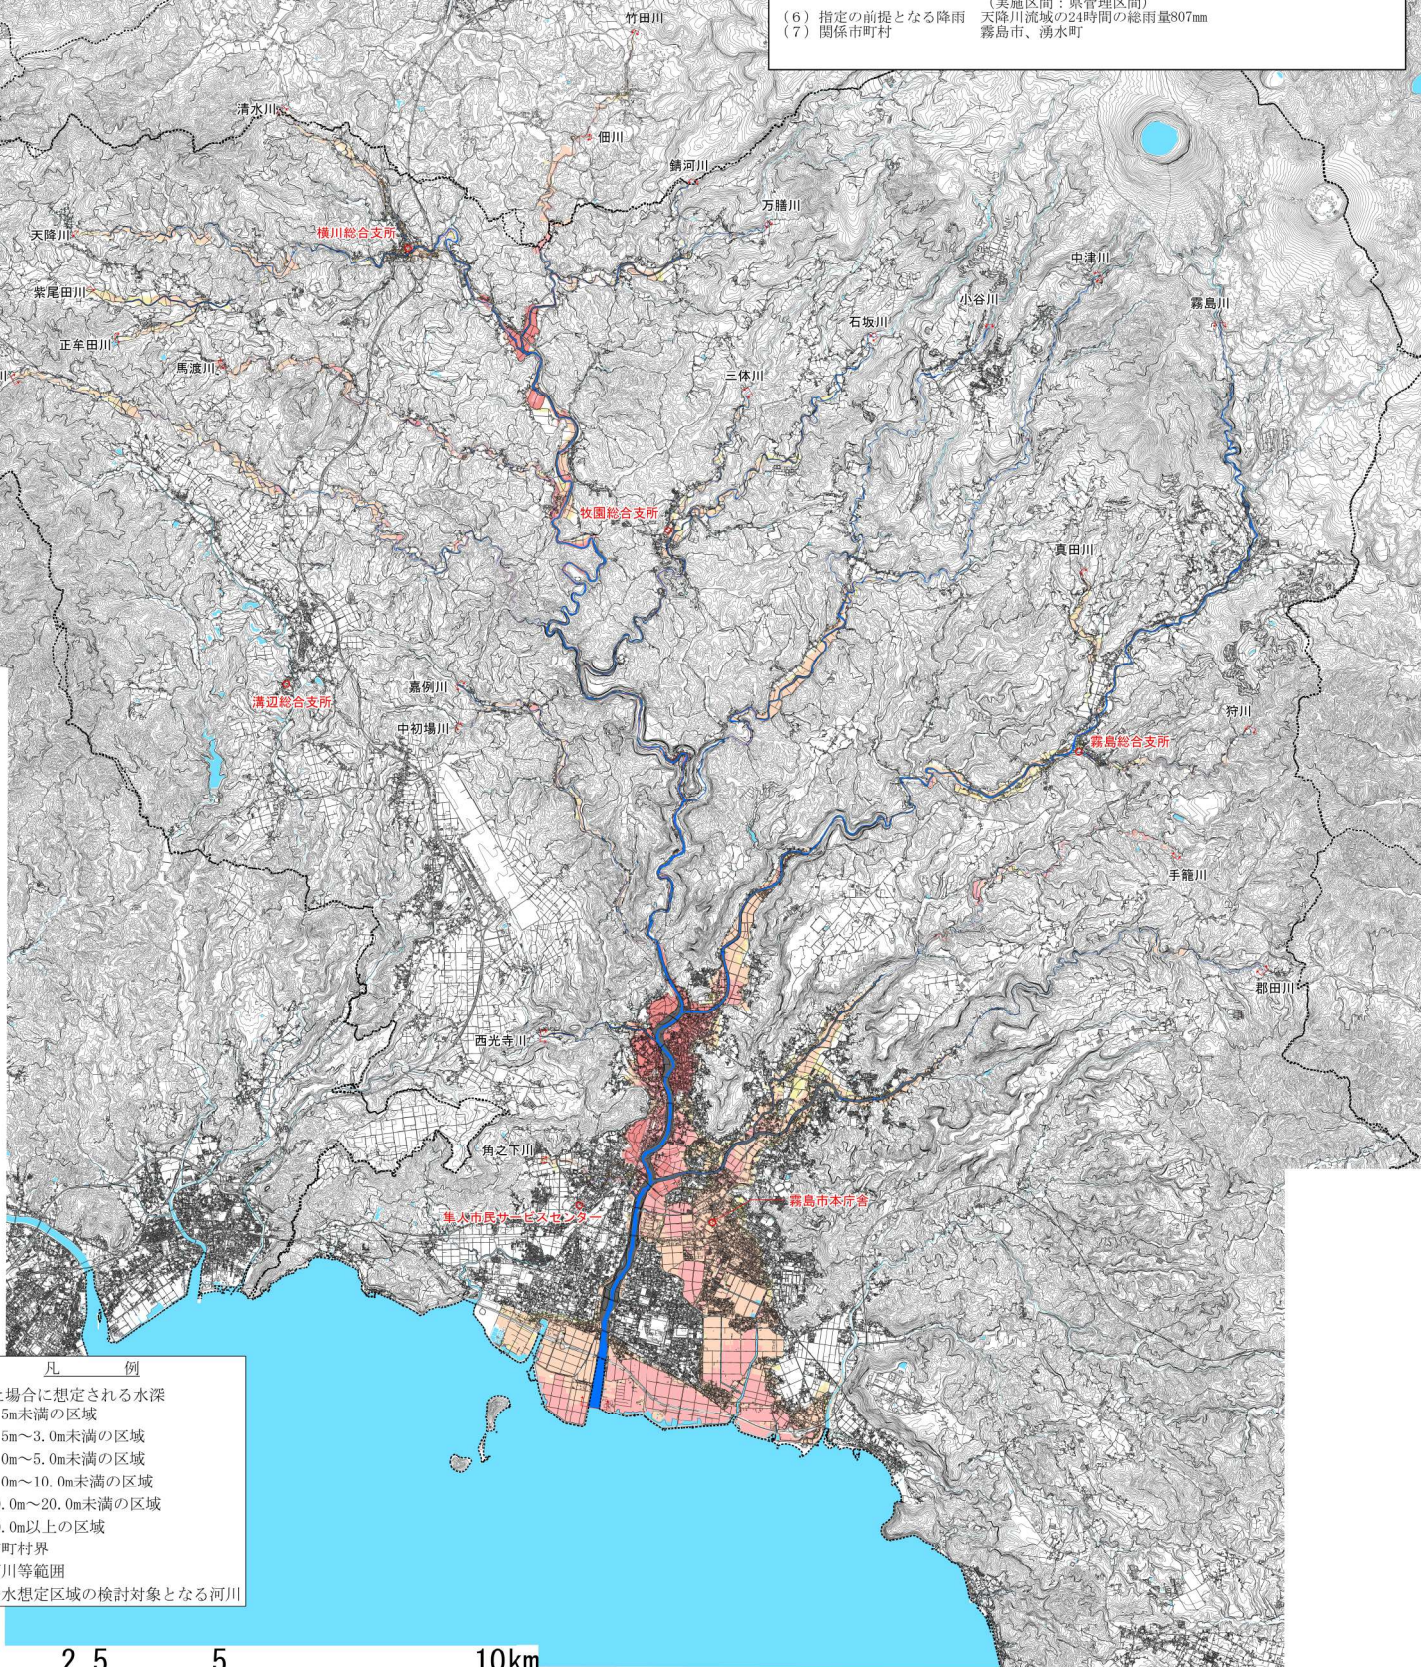 (実施区間：県管理区間)
(6) 指定の前提となる降雨 天降川流域の24時間の総雨量807mm
(7) 関係市町村 霧島市、湧水町
竹田川
清水川
佃川
錆河川
万膳川
天降川
横川総合支所
中津川
紫尾田川
小谷川
霧島川
石坂川
正牟田川
馬渡川
三体川
川
牧園総合支所
真田川
嘉例川
溝辺総合支所
狩川
中初場川
霧島総合支所
手籠川
郡田川
西光寺川
角之下川
霧島市本庁舎
隼人市民サービスセンター
凡 例
場合に想定される水深
5m未満の区域
5m～3.0m未満の区域
0m～5.0m未満の区域
0m～10.0m未満の区域
.0m～20.0m未満の区域
.0m以上の区域
町村界
川等範囲
水想定区域の検討対象となる河川
2.5 5 10km